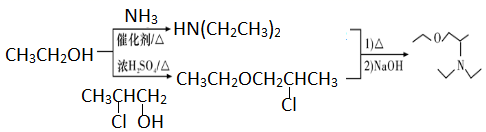 NH₃
催化剂/△
HN(CH₂CH₃)₂
CH₃CH₂OH
浓H₂SO₄/△
CH₃CH₂OCH₂CHCH₃
Cl
CH₃CHCH₂
Cl OH
1)△
2)NaOH
O
N